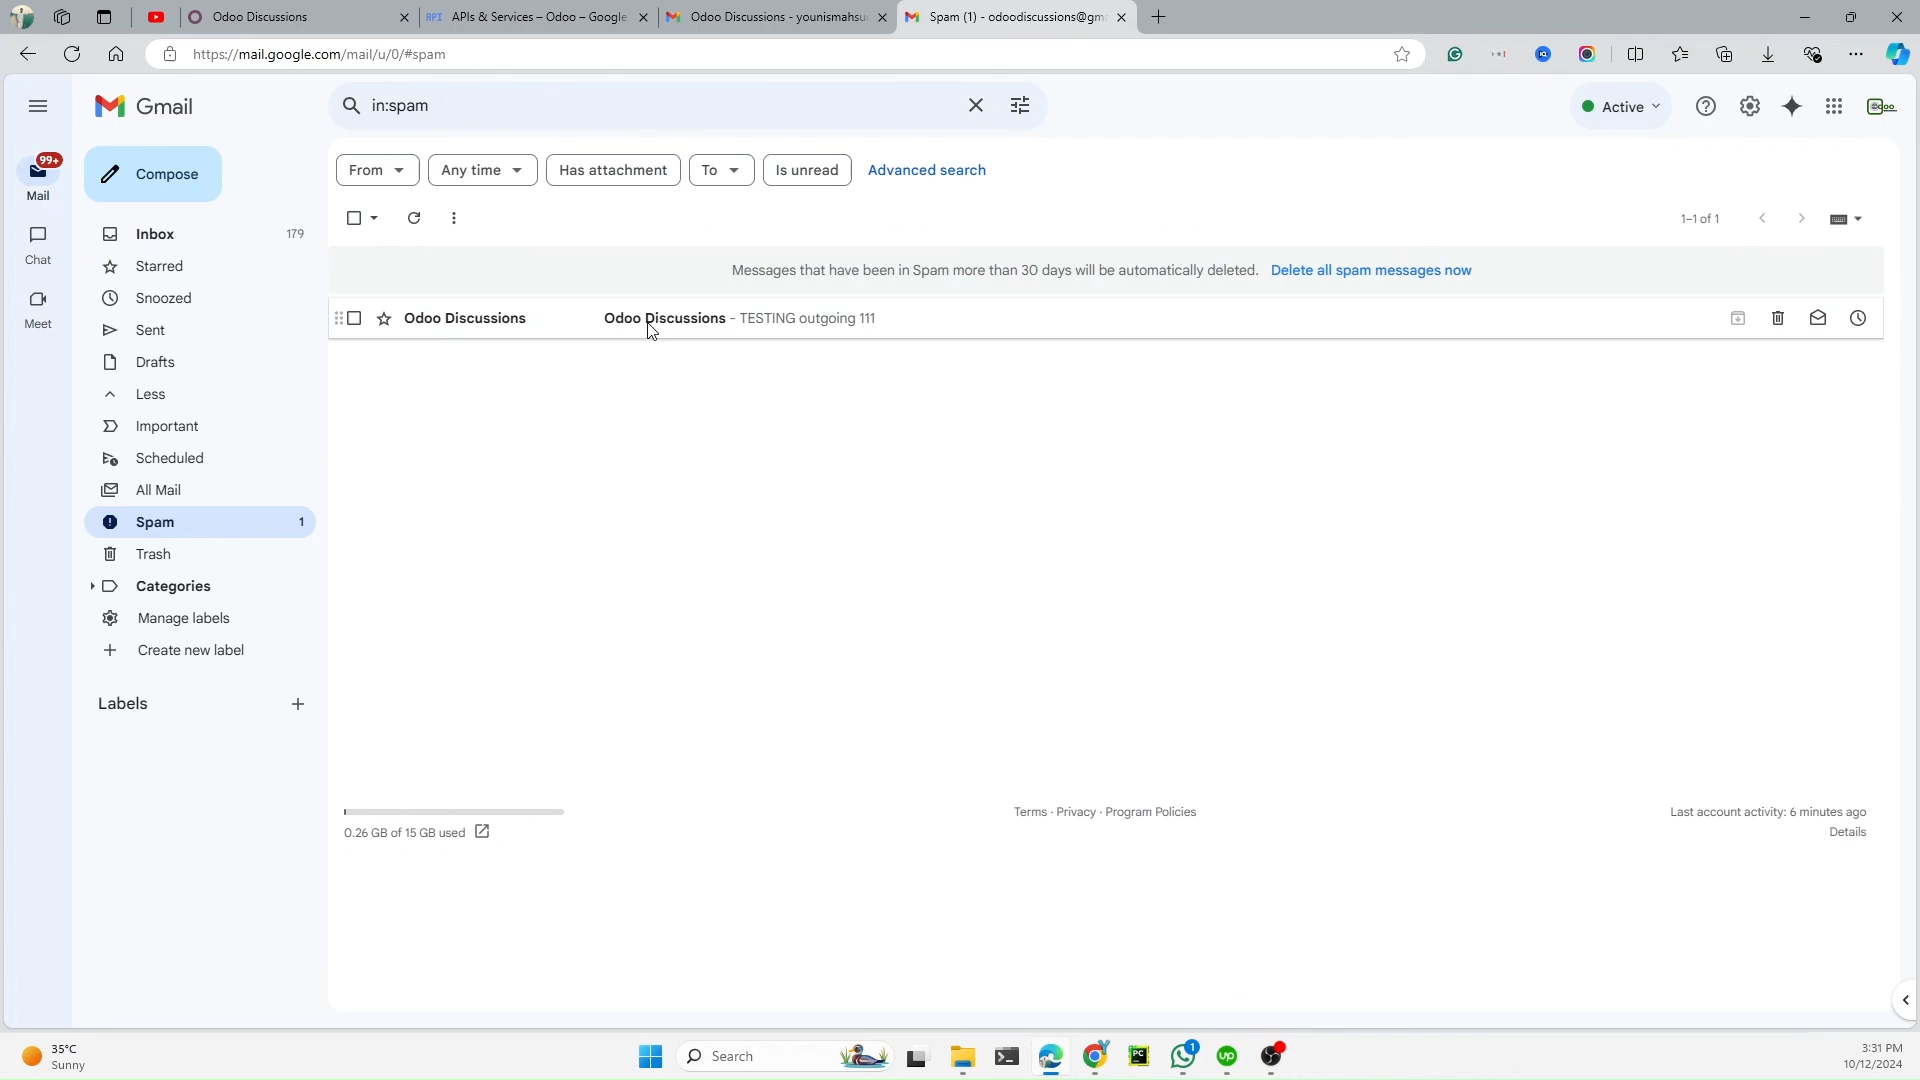 Odoo Discussions
APIs & Services – Odoo – Google
Odoo Discussions - younismahsu
Spam (1) - odoodiscussions@gm
https://mail.google.com/mail/u/0/#spam
Gmail
in:spam
Active
99+
Mail
Chat
Meet
Compose
Inbox 179
Starred
Snoozed
Sent
Drafts
Less
Important
Scheduled
All Mail
Spam 1
Trash
Categories
Manage labels
Create new label
Labels
From
Any time
Has attachment
To
Is unread
Advanced search
1–1 of 1
Messages that have been in Spam more than 30 days will be automatically deleted. Delete all spam messages now
Odoo Discussions Odoo Discussions - TESTING outgoing 111
0.26 GB of 15 GB used
Terms · Privacy · Program Policies
Last account activity: 6 minutes ago
Details
35°C
Sunny
Search
PC
1
up
3:31 PM
10/12/2024